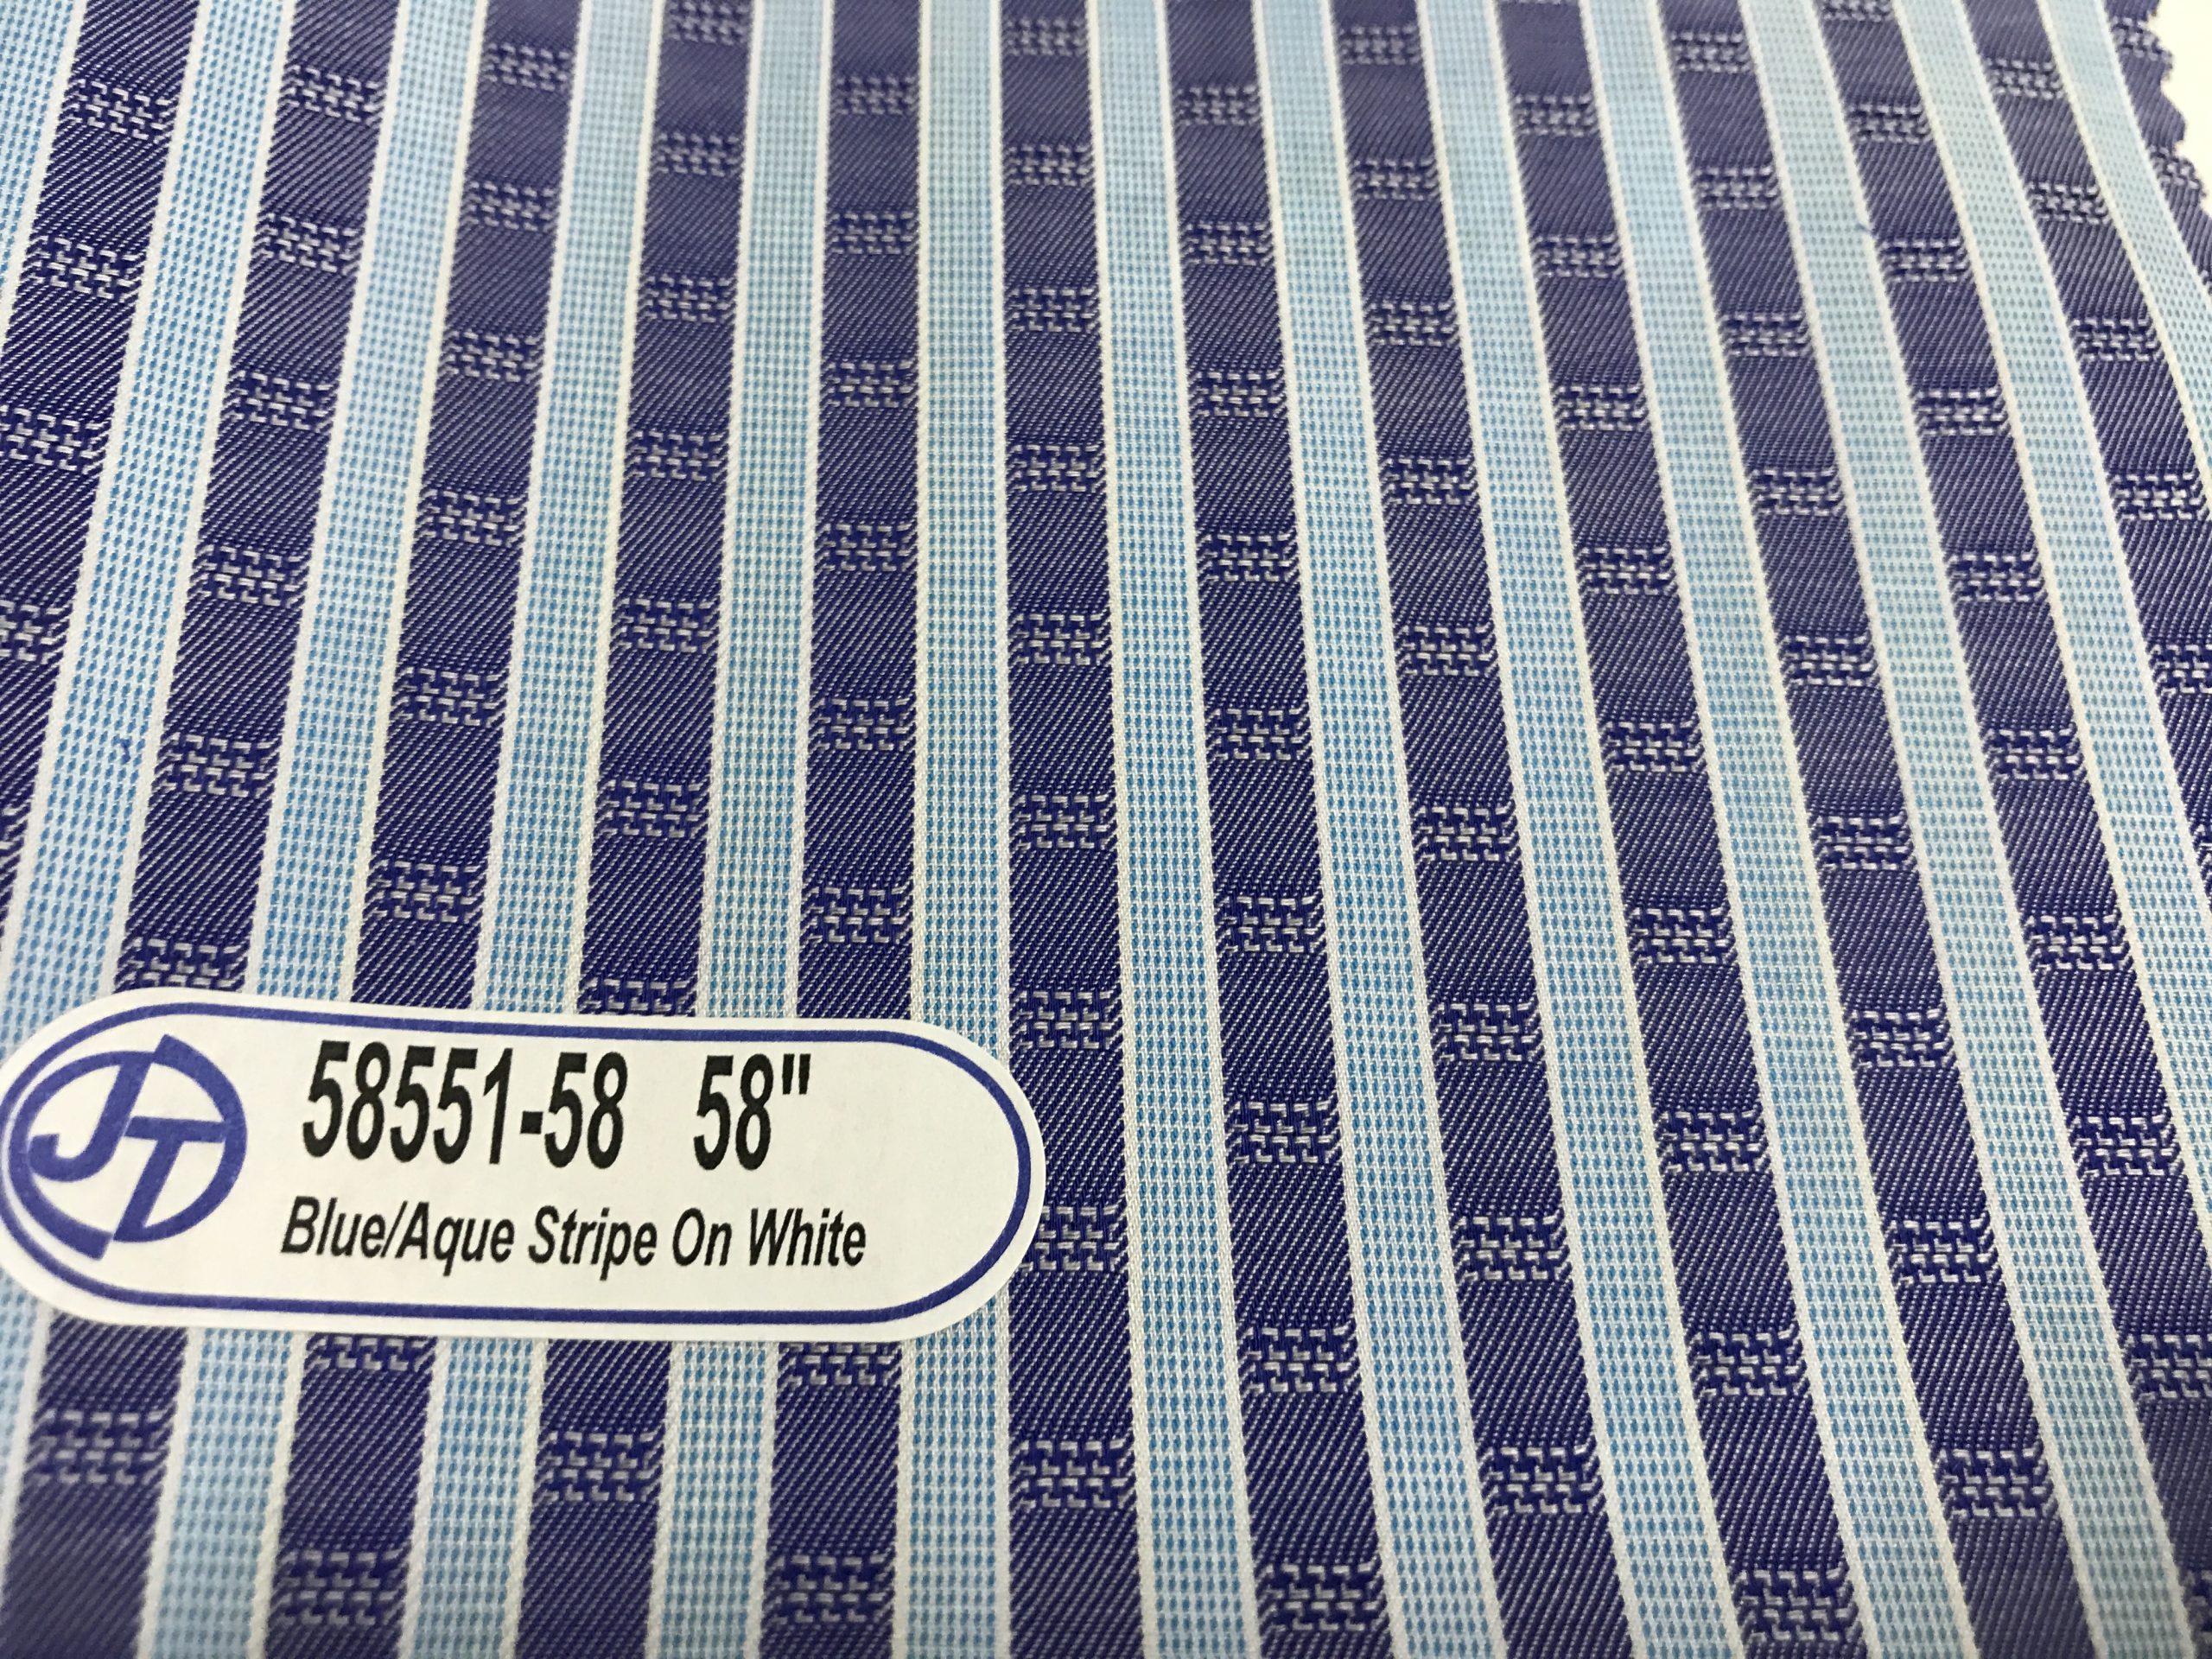 JT
58551-58 58"
Blue/Aque Stripe On White